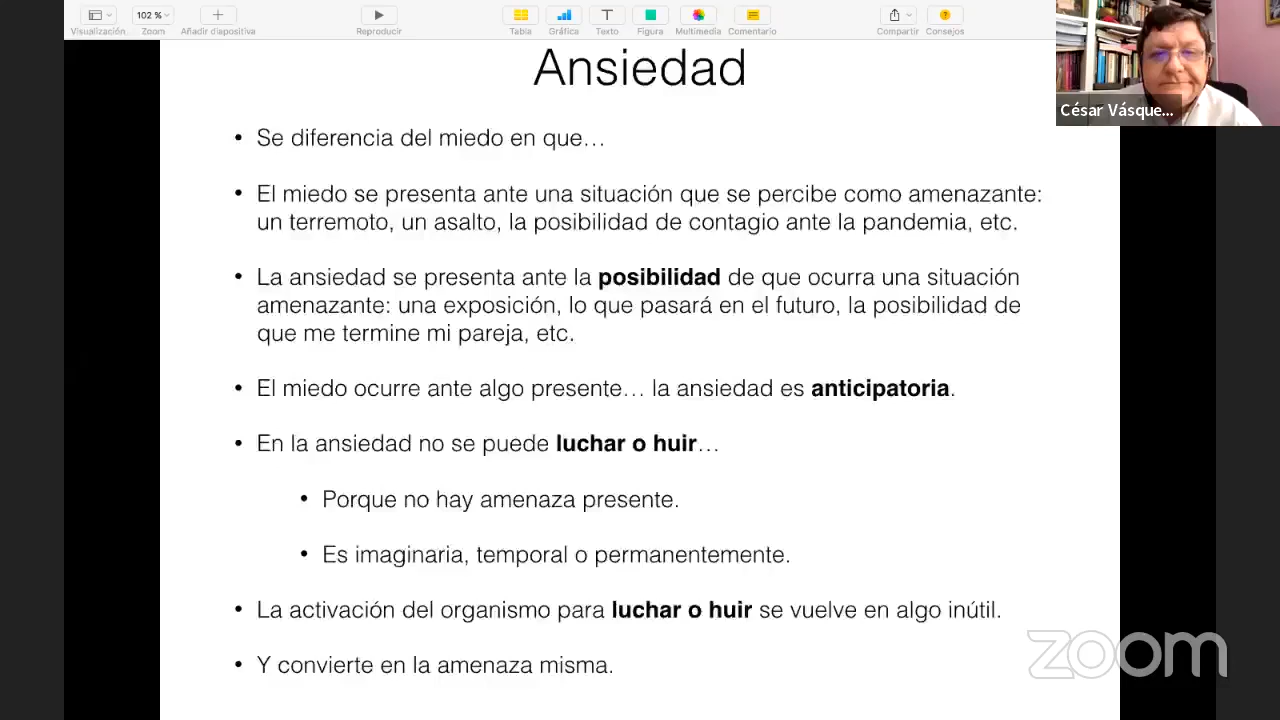 102 %
Visualización Zoom Añadir diapositiva Reproducir Tabla Gráfica Texto Figura Multimedia Comentario Compartir Consejos
César Vásque...
Ansiedad
• Se diferencia del miedo en que…
• El miedo se presenta ante una situación que se percibe como amenazante:
un terremoto, un asalto, la posibilidad de contagio ante la pandemia, etc.
• La ansiedad se presenta ante la posibilidad de que ocurra una situación
amenazante: una exposición, lo que pasará en el futuro, la posibilidad de
que me termine mi pareja, etc.
• El miedo ocurre ante algo presente… la ansiedad es anticipatoria.
• En la ansiedad no se puede luchar o huir…
• Porque no hay amenaza presente.
• Es imaginaria, temporal o permanentemente.
• La activación del organismo para luchar o huir se vuelve en algo inútil.
• Y convierte en la amenaza misma.
zoom